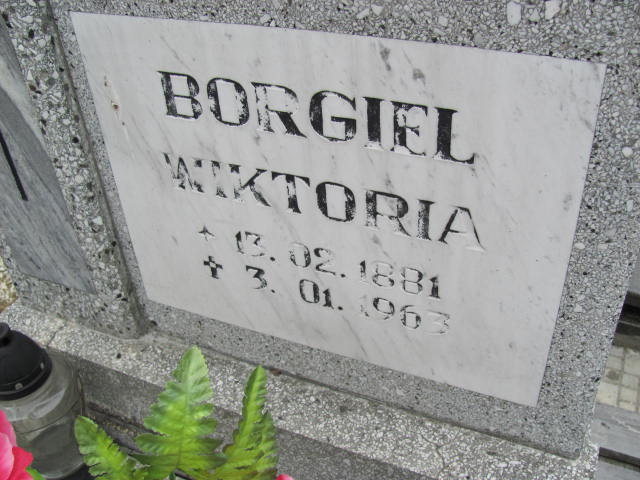 BORGIEL
WIKTORIA
+ 13. 02. 1881
✝ 3. 01. 1963